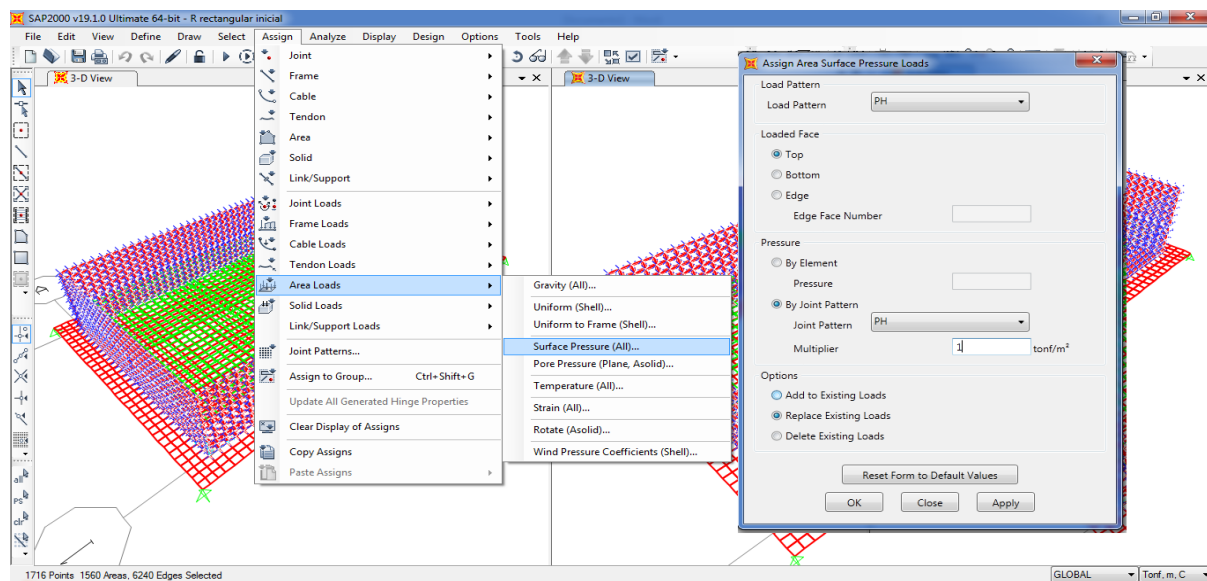 SAP2000 v19.1.0 Ultimate 64-bit - R rectangular inicial
File Edit View Define Draw Select Assign Analyze Display Design Options Tools Help
3-D View
3-D View
Joint
Frame
Cable
Tendon
Area
Solid
Link/Support
Joint Loads
Frame Loads
Cable Loads
Tendon Loads
Area Loads
Solid Loads
Link/Support Loads
Joint Patterns...
Assign to Group... Ctrl+Shift+G
Update All Generated Hinge Properties
Clear Display of Assigns
Copy Assigns
Paste Assigns
Gravity (All)...
Uniform (Shell)...
Uniform to Frame (Shell)...
Surface Pressure (All)...
Pore Pressure (Plane, Asolid)...
Temperature (All)...
Strain (All)...
Rotate (Asolid)...
Wind Pressure Coefficients (Shell)...
Assign Area Surface Pressure Loads
Load Pattern
Load Pattern PH
Loaded Face
Top
Bottom
Edge
Edge Face Number
Pressure
By Element
Pressure
By Joint Pattern
Joint Pattern PH
Multiplier 1 tonf/m²
Options
Add to Existing Loads
Replace Existing Loads
Delete Existing Loads
Reset Form to Default Values
OK Close Apply
all
ps
clr
1716 Points 1560 Areas, 6240 Edges Selected
GLOBAL Tonf, m, C